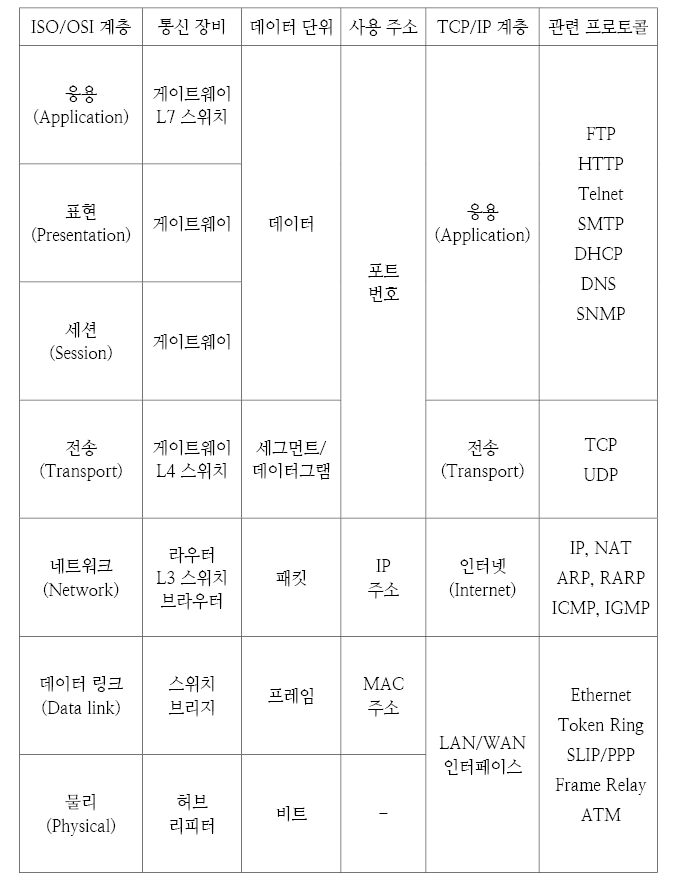 ISO/OSI 계층 통신 장비 데이터 단위 사용 주소 TCP/IP 계층 관련 프로토콜
응용
(Application)
게이트웨이
L7 스위치
표현
(Presentation)
게이트웨이
세션
(Session)
게이트웨이
데이터
포트
번호
응용
(Application)
FTP
HTTP
Telnet
SMTP
DHCP
DNS
SNMP
전송
(Transport)
게이트웨이
L4 스위치
세그먼트/
데이터그램
전송
(Transport)
TCP
UDP
네트워크
(Network)
라우터
L3 스위치
브라우터
패킷
IP
주소
인터넷
(Internet)
IP, NAT
ARP, RARP
ICMP, IGMP
데이터 링크
(Data link)
스위치
브리지
프레임
MAC
주소
물리
(Physical)
허브
리피터
비트
-
LAN/WAN
인터페이스
Ethernet
Token Ring
SLIP/PPP
Frame Relay
ATM